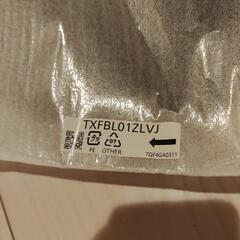 TXFBL01ZLVJ
PE OTHER
TQF4GA0311